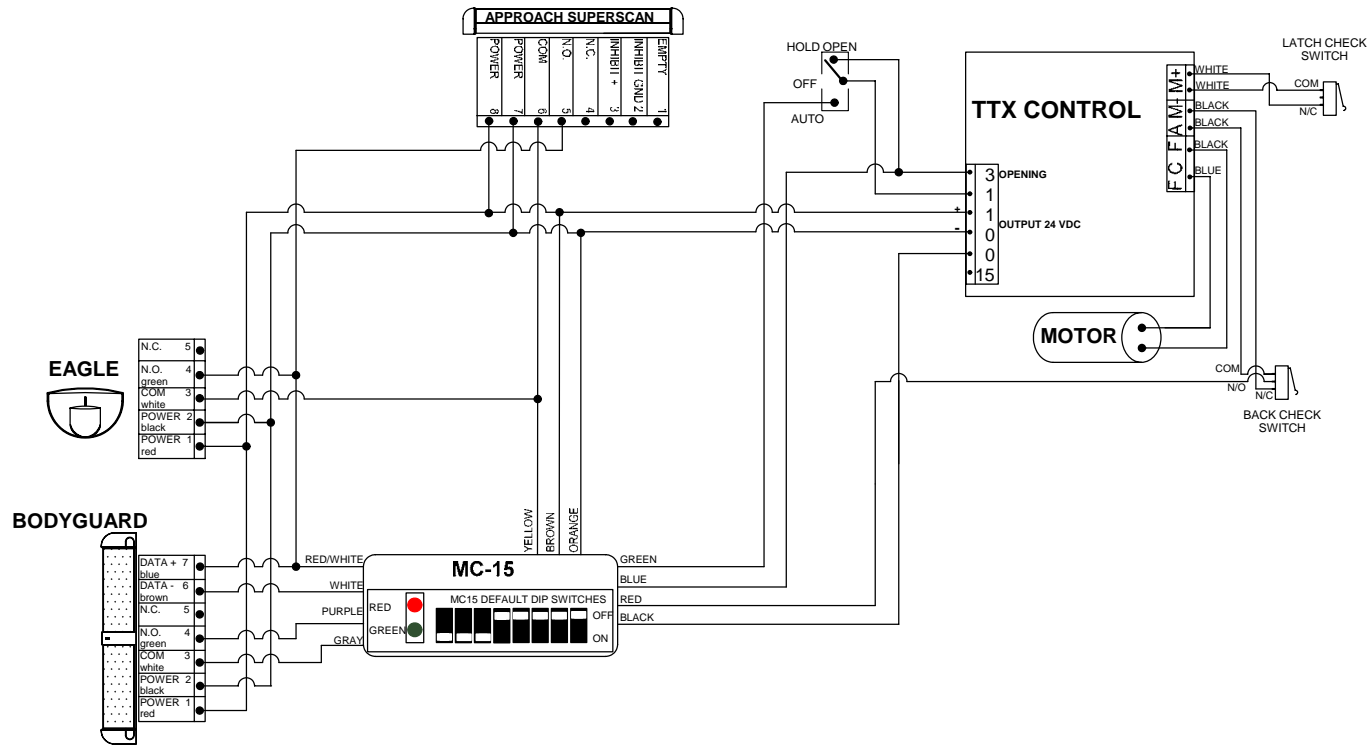 APPROACH SUPERSCAN
POWER 8
POWER 7
COM 6
N.O. 5
N.C. 4
INHIBIT + 3
INHIBIT GND 2
EMPTY 1
HOLD OPEN
OFF
AUTO
TTX CONTROL
3 OPENING
1
+ 1
OUTPUT 24 VDC
- 0
0
15
M+
M-
A
F
C
F
WHITE
WHITE
BLACK
BLACK
BLACK
BLUE
LATCH CHECK
SWITCH
COM
N/C
MOTOR
COM
N/O
N/C
BACK CHECK
SWITCH
EAGLE
N.C. 5
N.O. 4
green
COM 3
white
POWER 2
black
POWER 1
red
BODYGUARD
DATA + 7
blue
DATA - 6
brown
N.C. 5
N.O. 4
green
COM 3
white
POWER 2
black
POWER 1
red
YELLOW
BROWN
ORANGE
RED/WHITE
WHITE
PURPLE
GRAY
MC-15
MC15 DEFAULT DIP SWITCHES
RED
GREEN
OFF
ON
GREEN
BLUE
RED
BLACK